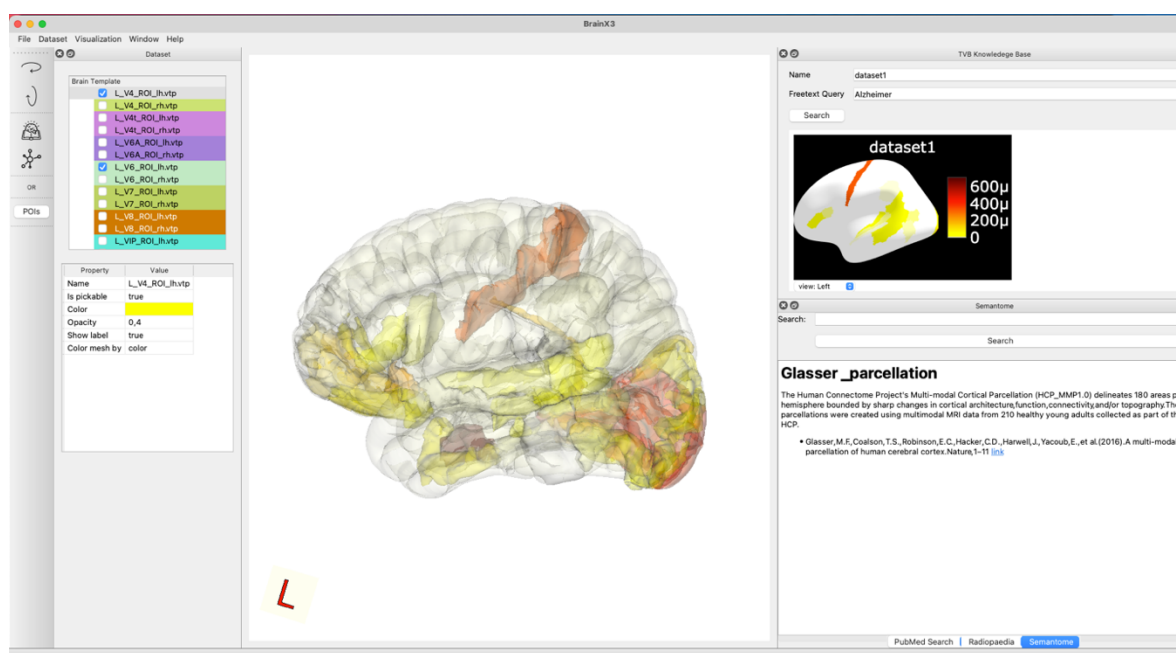 BrainX3
File Dataset Visualization Window Help
Dataset
Brain Template
L_V4_ROI_lh.vtp
L_V4_ROI_rh.vtp
L_V4t_ROI_lh.vtp
L_V4t_ROI_rh.vtp
L_V6A_ROI_lh.vtp
L_V6A_ROI_rh.vtp
L_V6_ROI_lh.vtp
L_V6_ROI_rh.vtp
L_V7_ROI_lh.vtp
L_V7_ROI_rh.vtp
L_V8_ROI_lh.vtp
L_V8_ROI_rh.vtp
L_VIP_ROI_lh.vtp
OR
POIs
Property Value
Name L_V4_ROI_lh.vtp
Is pickable true
Color
Opacity 0,4
Show label true
Color mesh by color
L
TVB Knowledege Base
Name dataset1
Freetext Query Alzheimer
Search
dataset1
600μ
400μ
200μ
0
view: Left
Semantome
Search:
Search
Glasser _parcellation
The Human Connectome Project's Multi-modal Cortical Parcellation (HCP_MMP1.0) delineates 180 areas p
hemisphere bounded by sharp changes in cortical architecture,function,connectivity,and/or topography.The
parcellations were created using multimodal MRI data from 210 healthy young adults collected as part of th
HCP.
• Glasser,M.F.,Coalson,T.S.,Robinson,E.C.,Hacker,C.D.,Harwell,J.,Yacoub,E.,et al.(2016).A multi-moda
parcellation of human cerebral cortex.Nature,1–11 link
PubMed Search Radiopaedia Semantome